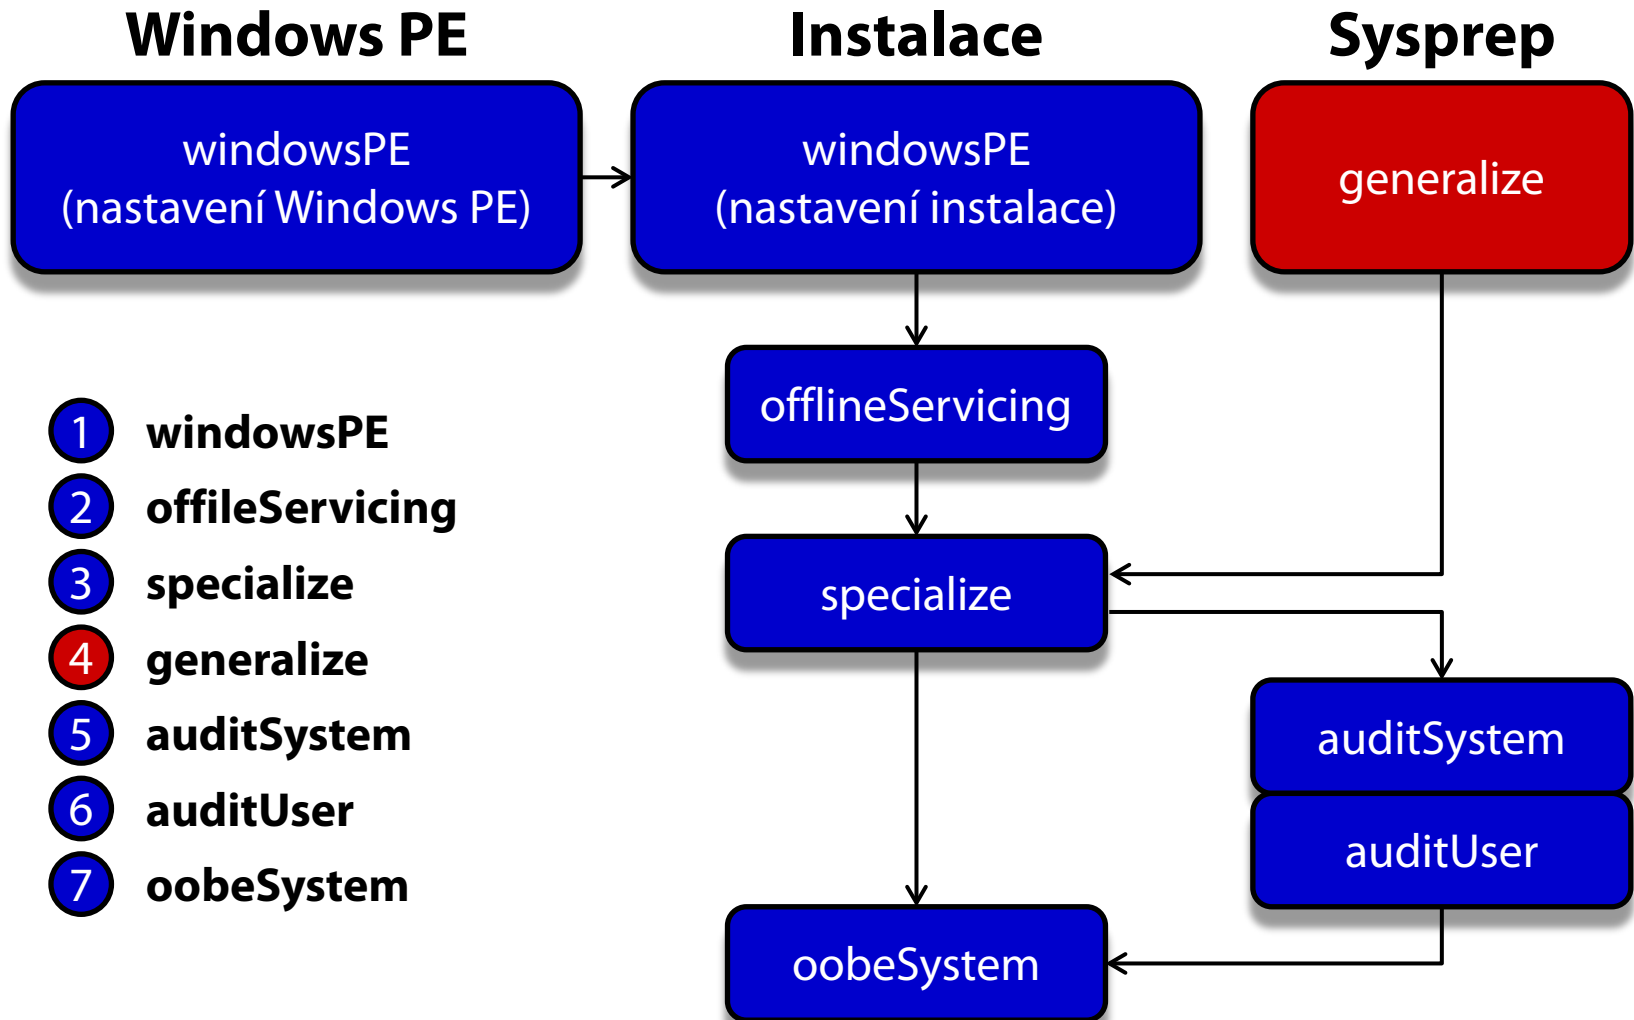 Windows PE
Instalace
Sysprep
windowsPE
(nastavení Windows PE)
windowsPE
(nastavení instalace)
generalize
offlineServicing
specialize
auditSystem
auditUser
oobeSystem
1 windowsPE
2 offileServicing
3 specialize
4 generalize
5 auditSystem
6 auditUser
7 oobeSystem